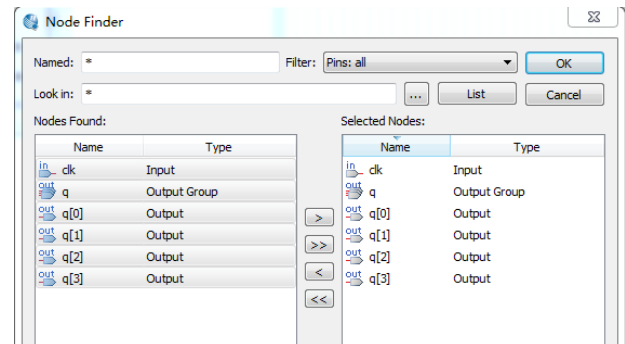 Node Finder
Named: * Filter: Pins: all OK
Look in: * ... List Cancel
Nodes Found: Selected Nodes:
Name Type Name Type
in clk Input in clk Input
out q Output Group out q Output Group
out q[0] Output out q[0] Output
out q[1] Output out q[1] Output
out q[2] Output out q[2] Output
out q[3] Output out q[3] Output
>
>>
<
<<